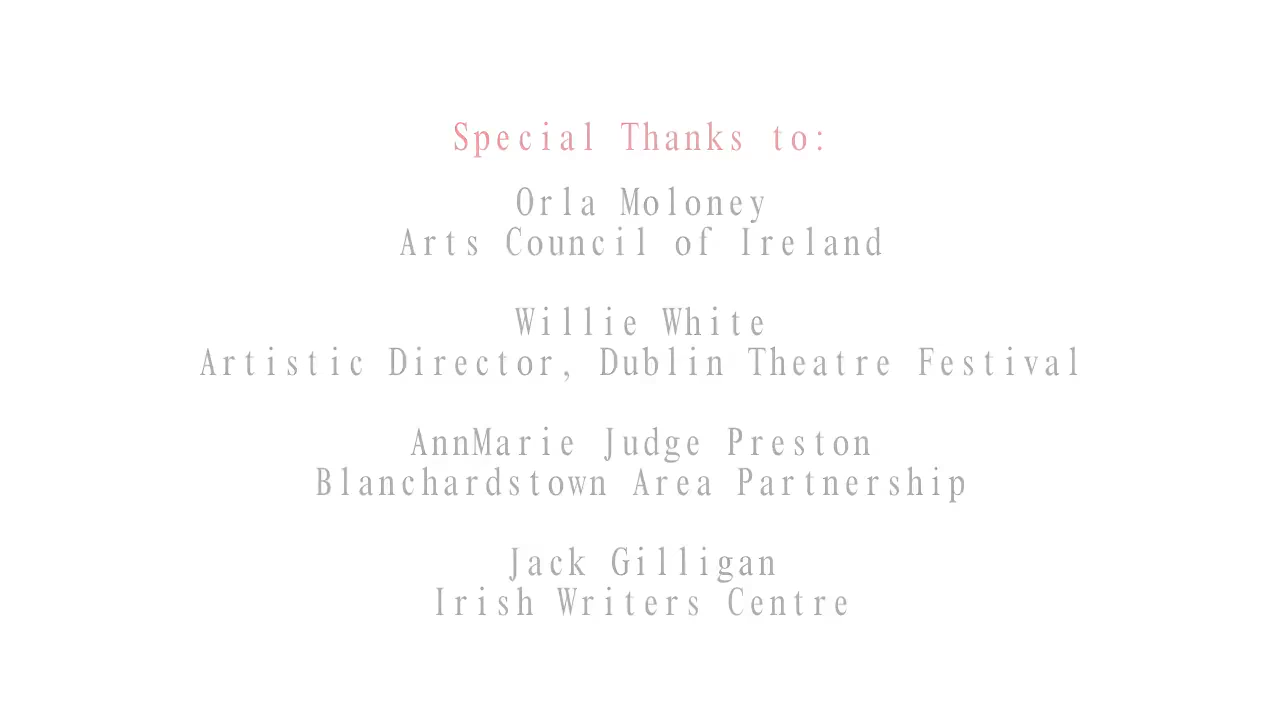 Special Thanks to:
Orla Moloney
Arts Council of Ireland
Willie White
Artistic Director, Dublin Theatre Festival
AnnMarie Judge Preston
Blanchardstown Area Partnership
Jack Gilligan
Irish Writers Centre